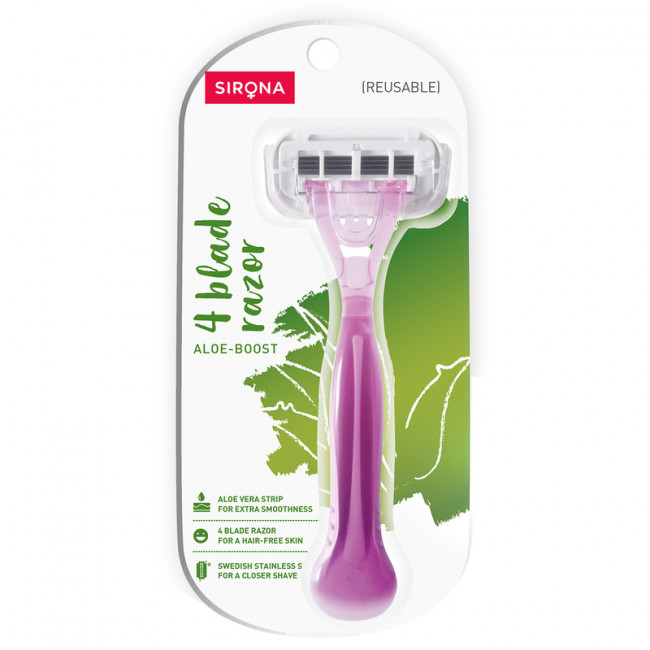 SIRONA
(REUSABLE)
4 blade
razor
ALOE-BOOST
ALOE VERA STRIP
FOR EXTRA SMOOTHNESS
4 BLADE RAZOR
FOR A HAIR-FREE SKIN
SWEDISH STAINLESS S
FOR A CLOSER SHAVE